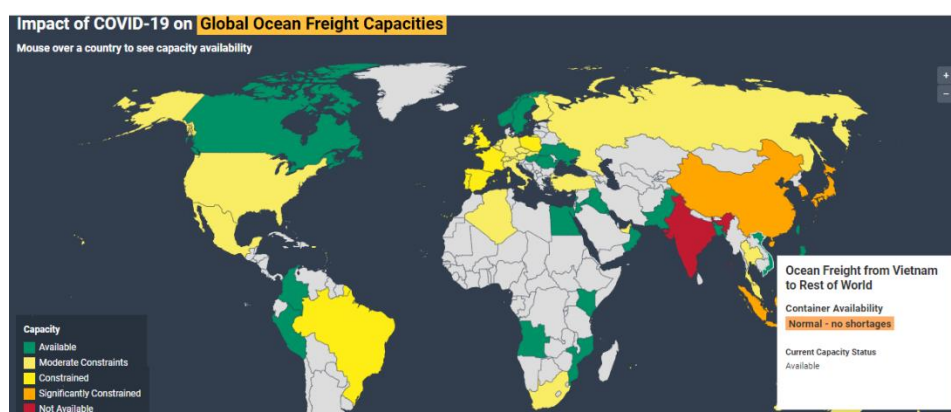 Impact of COVID-19 on Global Ocean Freight Capacities
Mouse over a country to see capacity availability
+
−
Ocean Freight from Vietnam
to Rest of World
Container Availability
Normal - no shortages
Current Capacity Status
Available
Capacity
Available
Moderate Constraints
Constrained
Significantly Constrained
Not Available